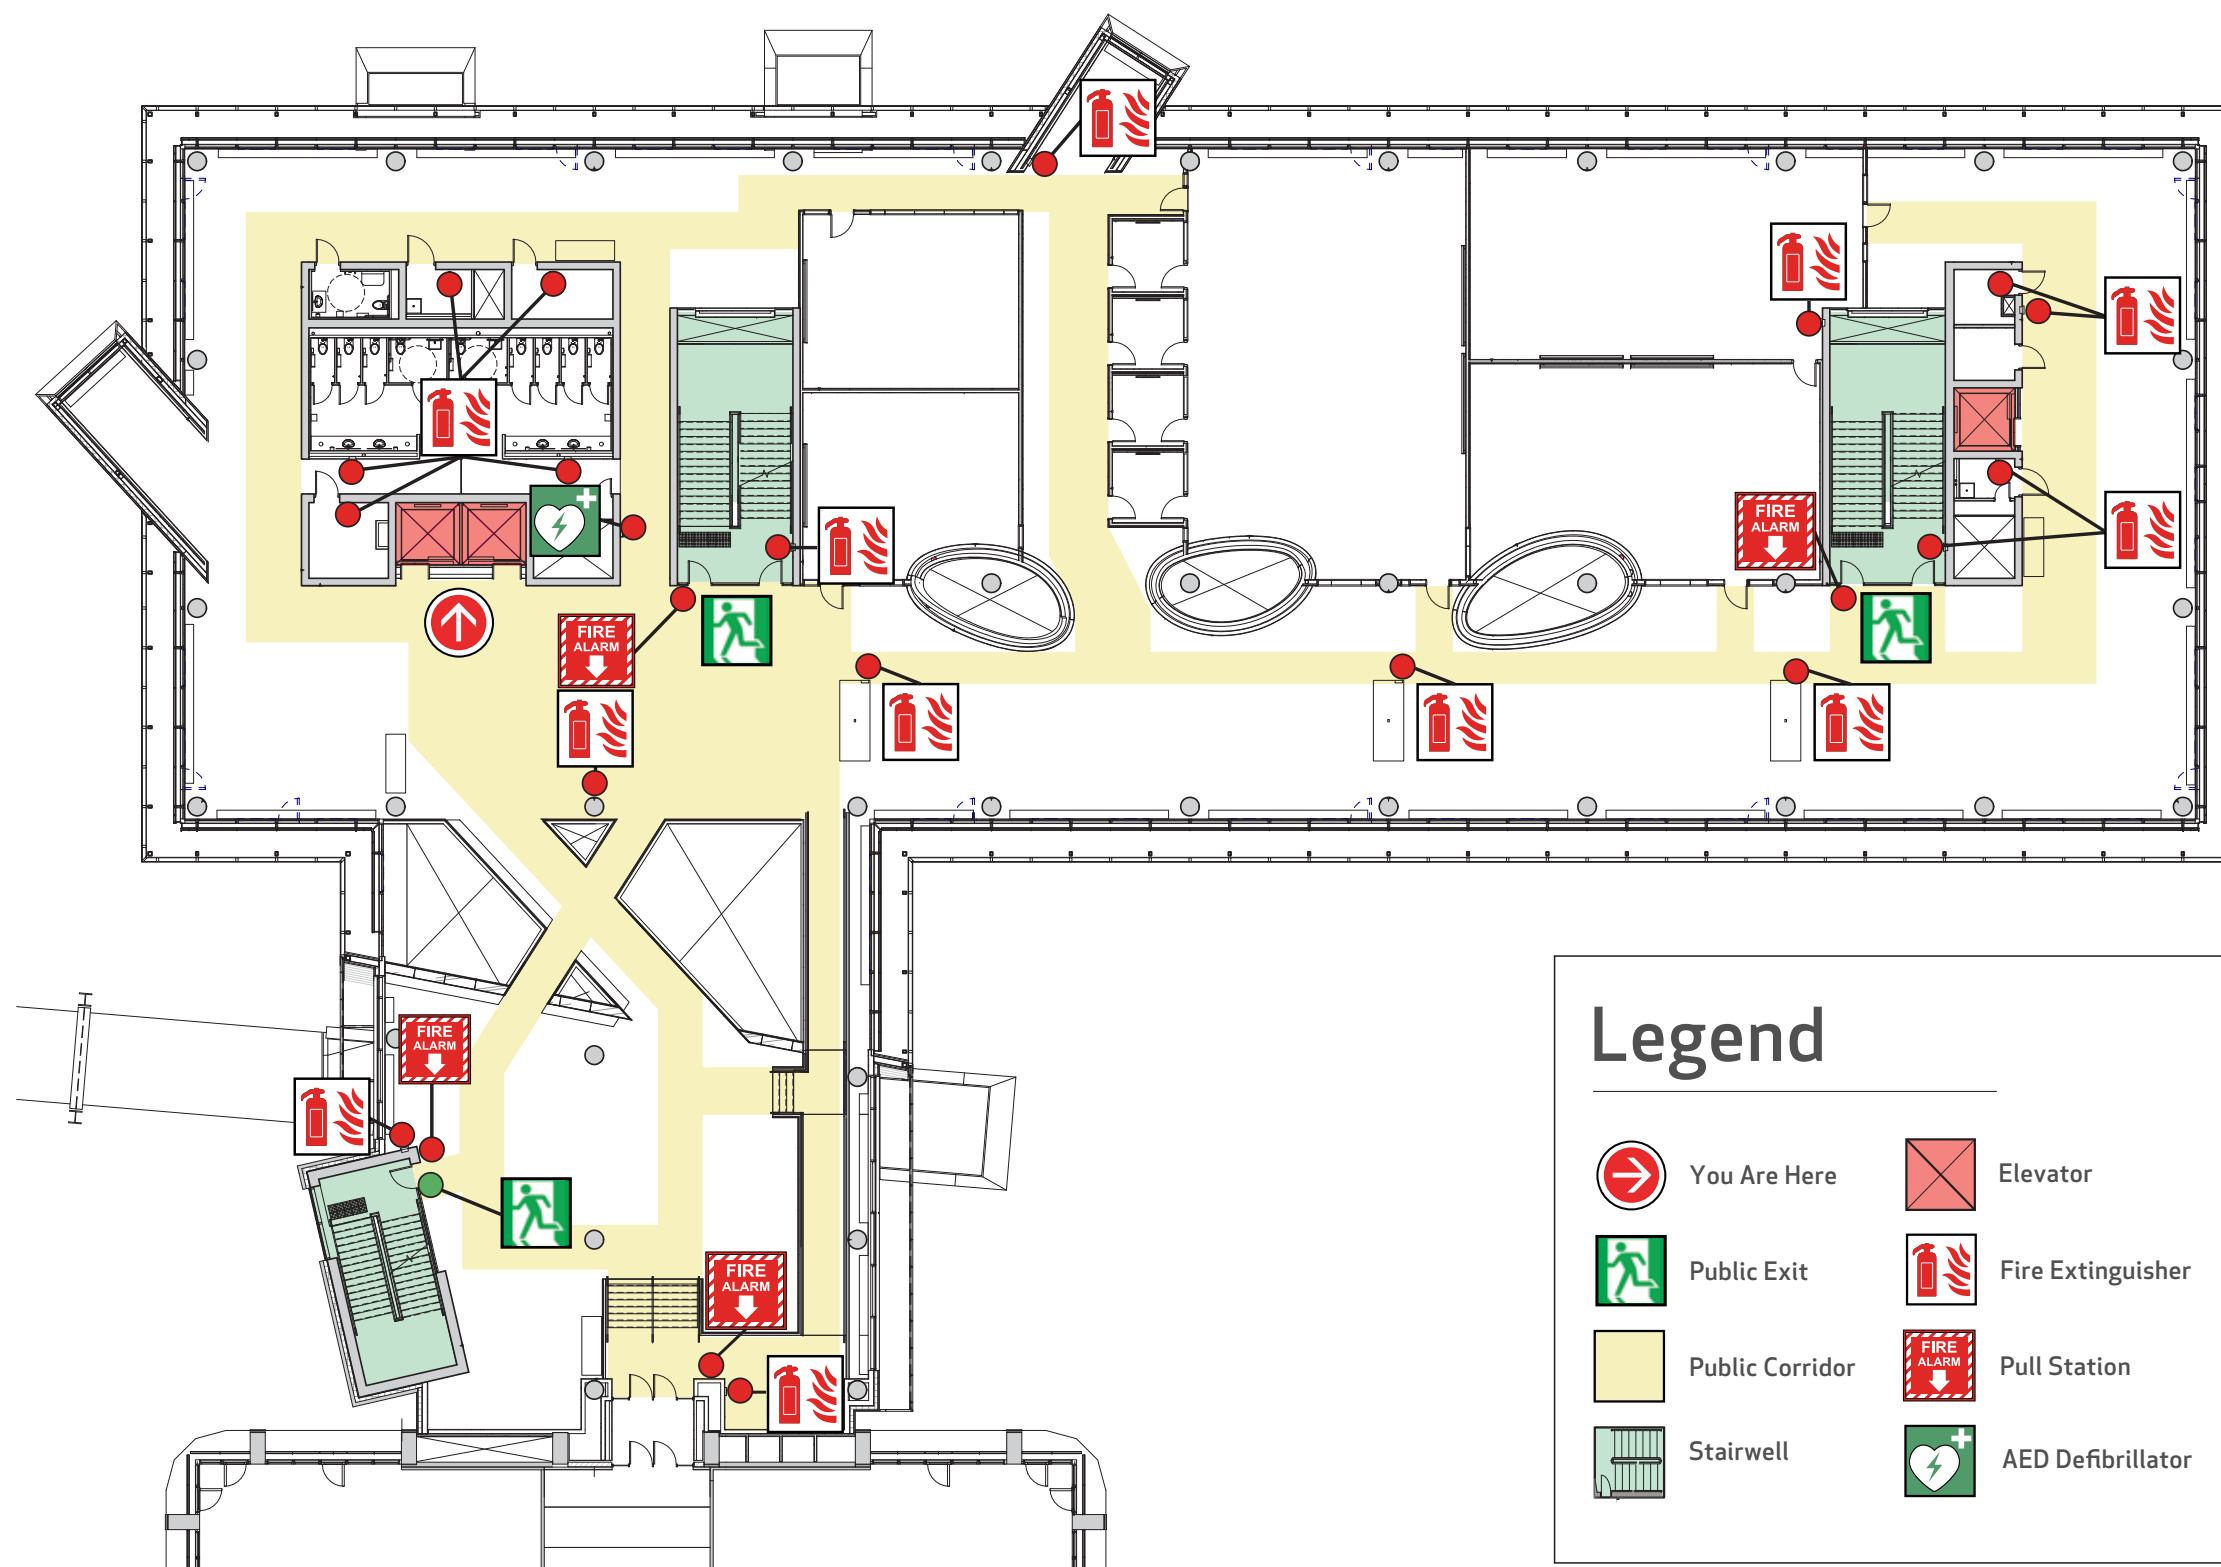 FIRE
ALARM
FIRE
ALARM
FIRE
ALARM
FIRE
ALARM
Legend
You Are Here
Elevator
Public Exit
Fire Extinguisher
Public Corridor
FIRE
ALARM
Pull Station
Stairwell
AED Defibrillator